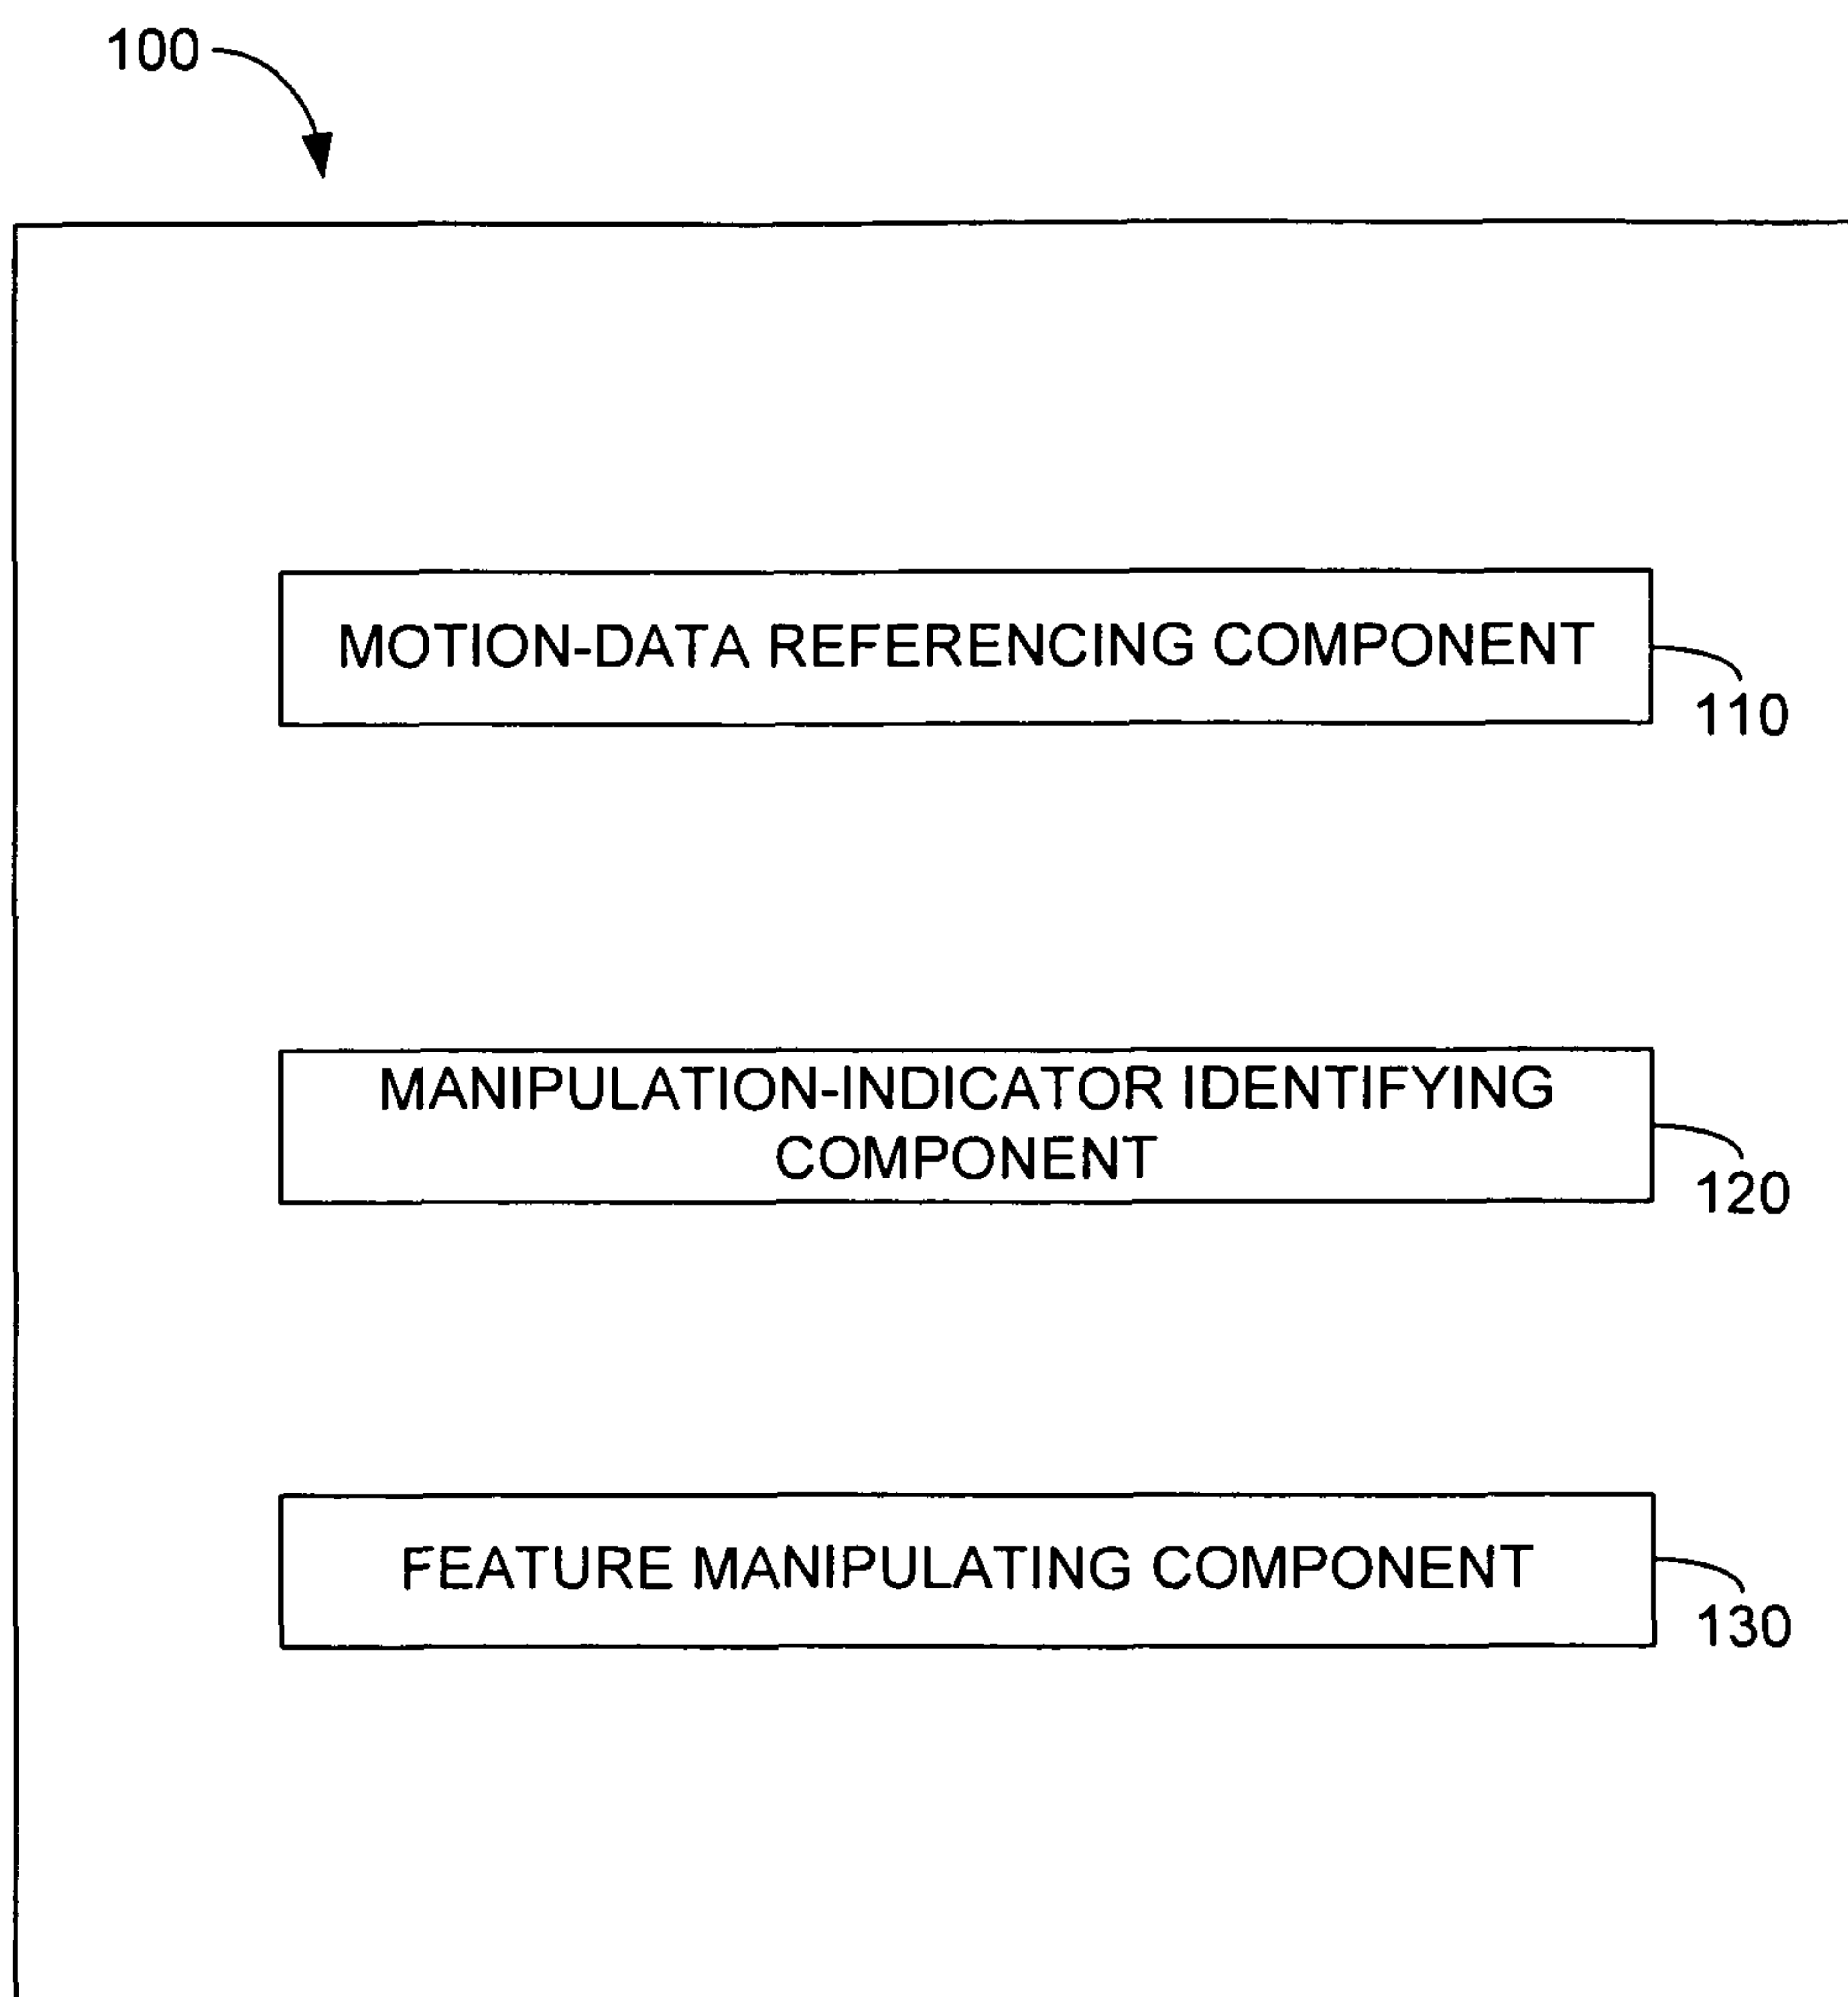 100
MOTION-DATA REFERENCING COMPONENT
110
MANIPULATION-INDICATOR IDENTIFYING
COMPONENT
120
FEATURE MANIPULATING COMPONENT
130